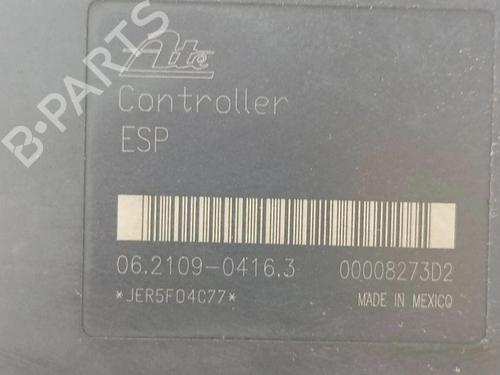 Ate
Controller
ESP
06.2109-0416.3 00008273D2
*JER5F04C77* MADE IN MEXICO
B-PARTS